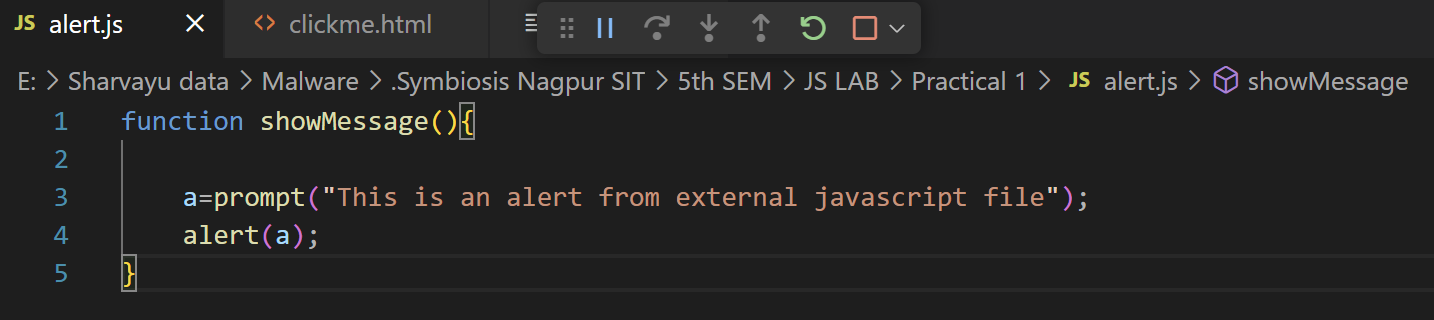 JS alert.js × <> clickme.html
E: > Sharvayu data > Malware > .Symbiosis Nagpur SIT > 5th SEM > JS LAB > Practical 1 > JS alert.js > showMessage
1 function showMessage(){
2
3 a=prompt("This is an alert from external javascript file");
4 alert(a);
5 }